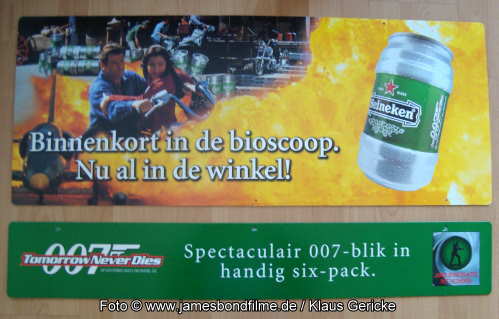 Binnenkort in de bioscoop.
Nu al in de winkel!
Heineken
007
Tomorrow Never Dies
Spectaculair 007-blik in
handig six-pack.
Foto © www.jamesbondfilme.de / Klaus Gericke